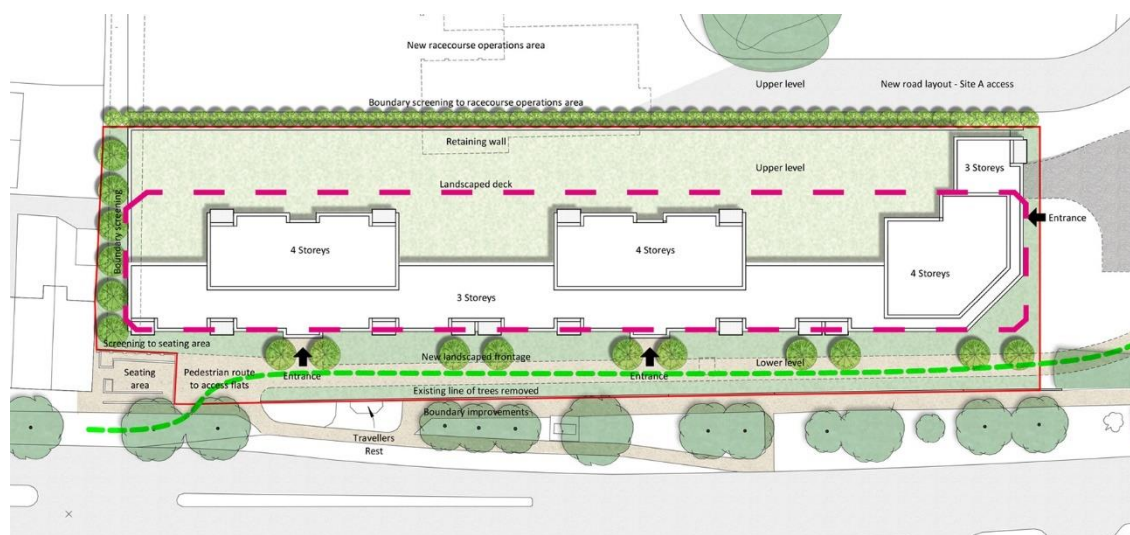 New racecourse operations area
Upper level
New road layout - Site A access
Boundary screening to racecourse operations area
Retaining wall
Upper level
3 Storeys
Landscaped deck
Boundary screening
Entrance
4 Storeys
4 Storeys
4 Storeys
3 Storeys
Screening to seating area
New landscaped frontage
Lower level
Seating
area
Pedestrian route
to access flats
Entrance
Entrance
Existing line of trees removed
Boundary improvements
Travellers
Rest